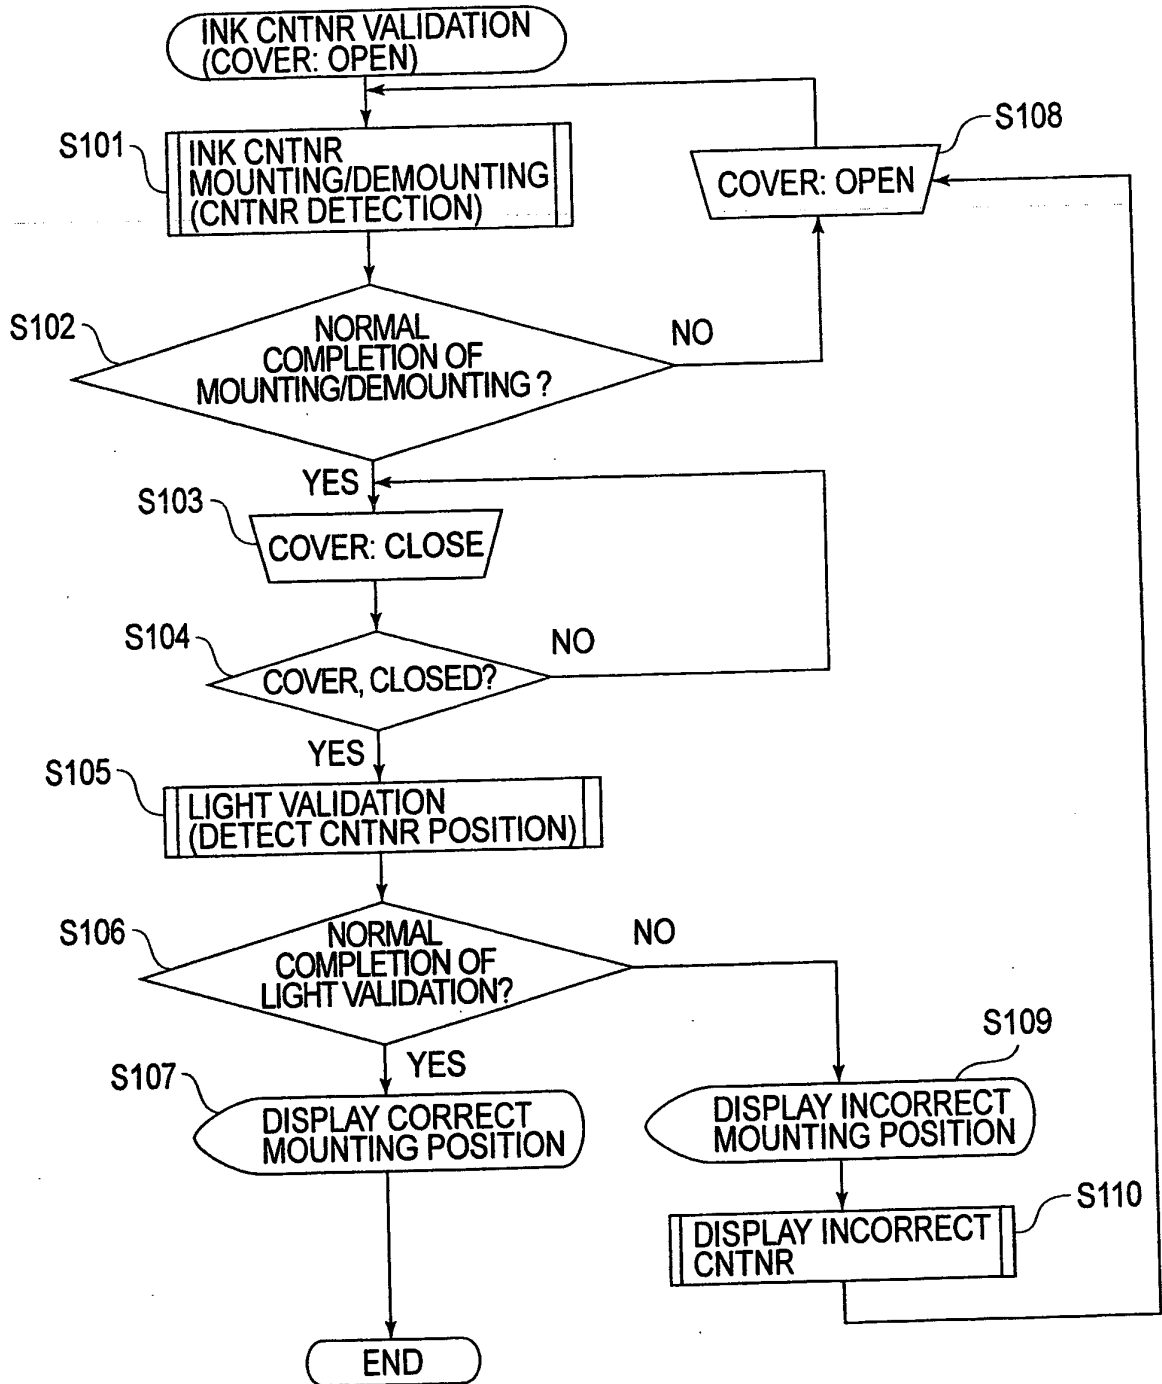 INK CNTNR VALIDATION
(COVER: OPEN)
S101
INK CNTNR
MOUNTING/DEMOUNTING
(CNTNR DETECTION)
S108
COVER: OPEN
S102
NORMAL
COMPLETION OF
MOUNTING/DEMOUNTING ?
NO
YES
S103
COVER: CLOSE
S104
COVER, CLOSED?
NO
YES
S105
LIGHT VALIDATION
(DETECT CNTNR POSITION)
S106
NORMAL
COMPLETION OF
LIGHT VALIDATION?
NO
YES
S107
DISPLAY CORRECT
MOUNTING POSITION
S109
DISPLAY INCORRECT
MOUNTING POSITION
S110
DISPLAY INCORRECT
CNTNR
END